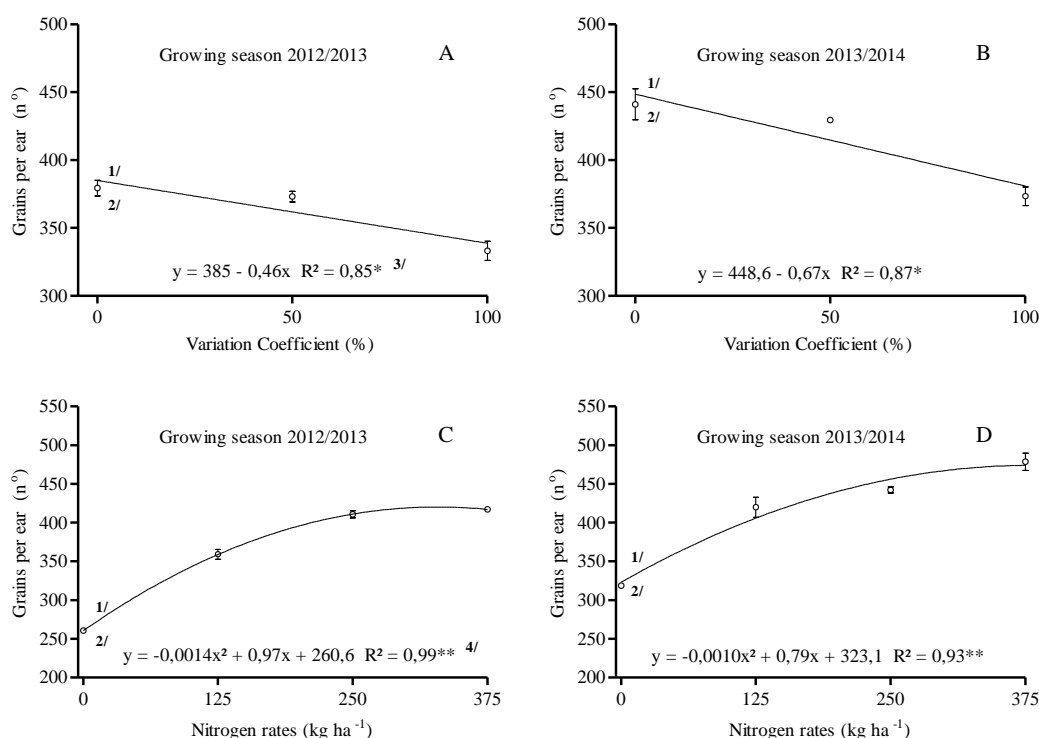 500
450
400
350
300
Grains per ear (nº)
Growing season 2012/2013
A
1/
2/
y = 385 - 0,46x R² = 0,85* 3/
0
50
100
Variation Coefficient (%)
500
450
400
350
300
Grains per ear (nº)
Growing season 2013/2014
B
1/
2/
y = 448,6 - 0,67x R² = 0,87*
0
50
100
Variation Coefficient (%)
550
500
450
400
350
300
250
200
Grains per ear (nº)
Growing season 2012/2013
C
1/
2/
y = -0,0014x² + 0,97x + 260,6 R² = 0,99** 4/
0
125
250
375
Nitrogen rates (kg ha⁻¹)
550
500
450
400
350
300
250
200
Grains per ear (nº)
Growing season 2013/2014
D
1/
2/
y = -0,0010x² + 0,79x + 323,1 R² = 0,93**
0
125
250
375
Nitrogen rates (kg ha⁻¹)